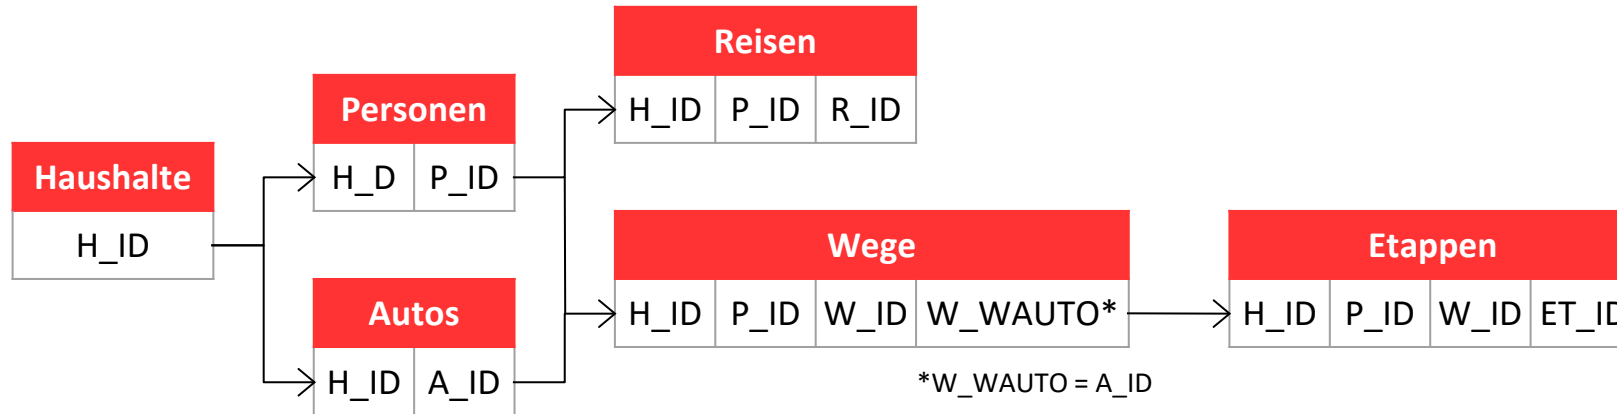 Reisen
H_ID P_ID R_ID
Personen
H_D P_ID
Haushalte
H_ID
Wege
H_ID P_ID W_ID W_WAUTO*
*W_WAUTO = A_ID
Etappen
H_ID P_ID W_ID ET_ID
Autos
H_ID A_ID